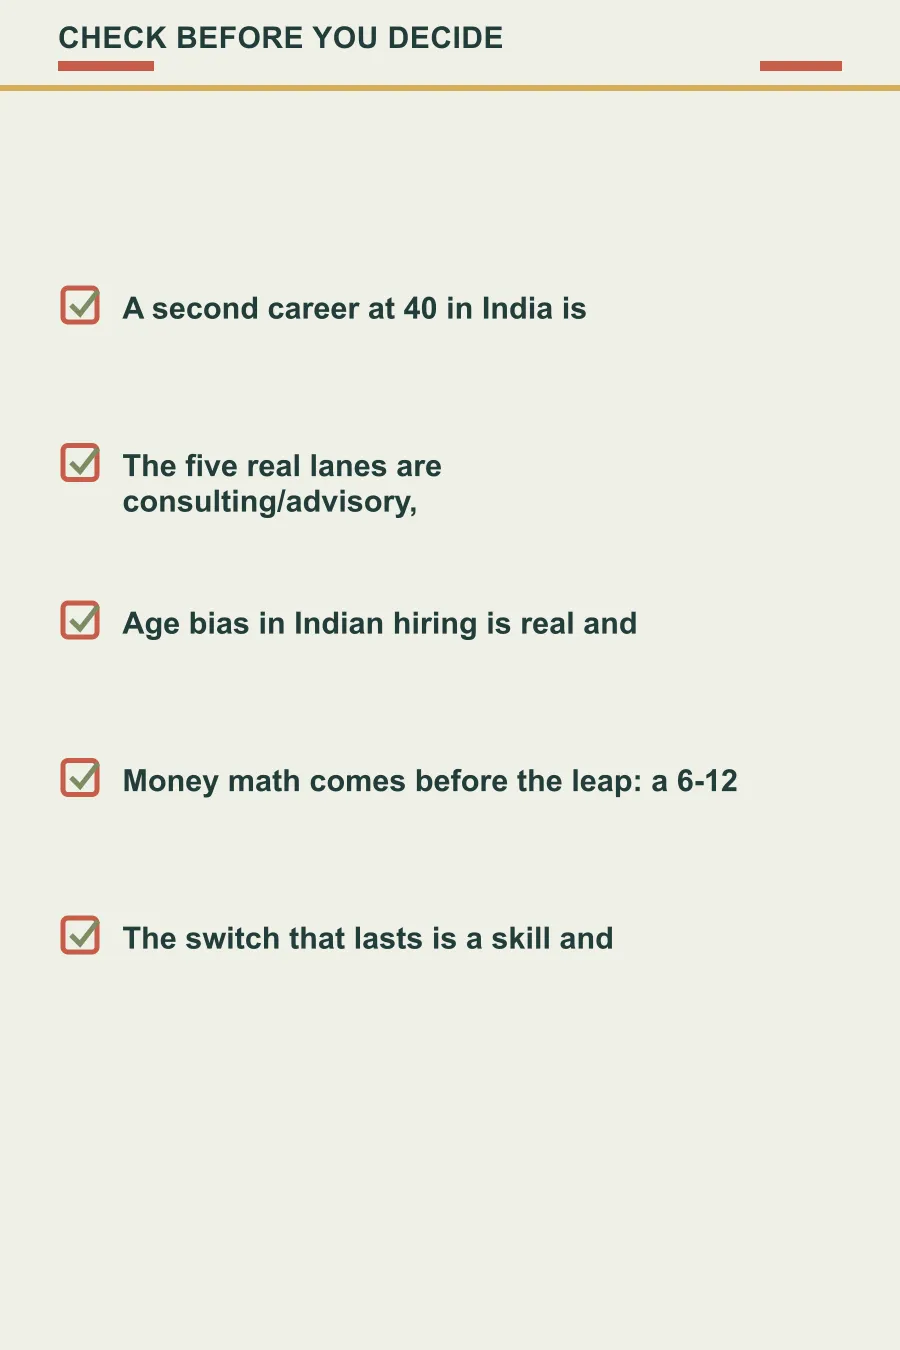 CHECK BEFORE YOU DECIDE
A second career at 40 in India is
The five real lanes are
consulting/advisory,
Age bias in Indian hiring is real and
Money math comes before the leap: a 6-12
The switch that lasts is a skill and